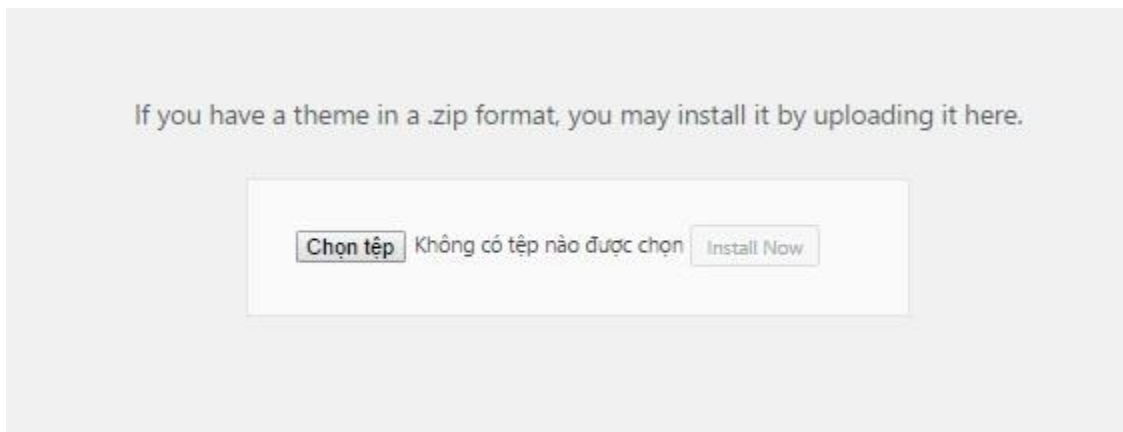 If you have a theme in a .zip format, you may install it by uploading it here.
Chọn tệp Không có tệp nào được chọn Install Now